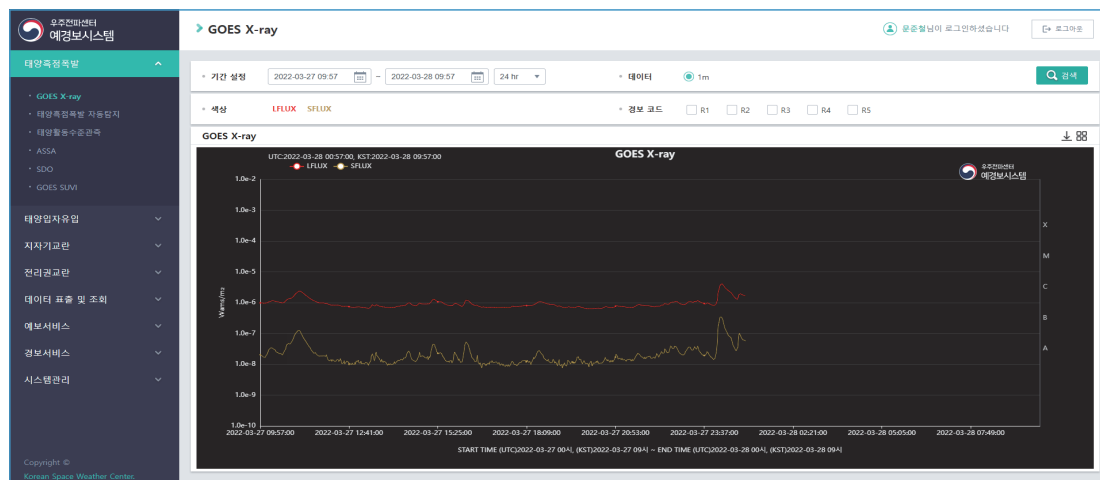 우주전파센터
예경보시스템
GOES X-ray
문준철님이 로그인하셨습니다
로그아웃
태양흑점폭발
GOES X-ray
태양흑점폭발 자동탐지
태양활동수준관측
ASSA
SDO
GOES SUVI
태양입자유입
지자기교란
전리권교란
데이터 표출 및 조회
예보서비스
경보서비스
시스템관리
Copyright ©
Korean Space Weather Center.
기간 설정 2022-03-27 09:57 ~ 2022-03-28 09:57 24 hr
데이터 1m
검색
색상 LFLUX SFLUX
경보 코드 R1 R2 R3 R4 R5
GOES X-ray
UTC:2022-03-28 00:57:00, KST:2022-03-28 09:57:00
GOES X-ray
LFLUX SFLUX
우주전파센터
예경보시스템
1.0e-2
1.0e-3
1.0e-4
1.0e-5
1.0e-6
1.0e-7
1.0e-8
1.0e-9
1.0e-10
X
M
C
B
A
2022-03-27 09:57:00 2022-03-27 12:41:00 2022-03-27 15:25:00 2022-03-27 18:09:00 2022-03-27 20:53:00 2022-03-27 23:37:00 2022-03-28 02:21:00 2022-03-28 05:05:00 2022-03-28 07:49:00
START TIME (UTC)2022-03-27 00시, (KST)2022-03-27 09시 ~ END TIME (UTC)2022-03-28 00시, (KST)2022-03-28 09시